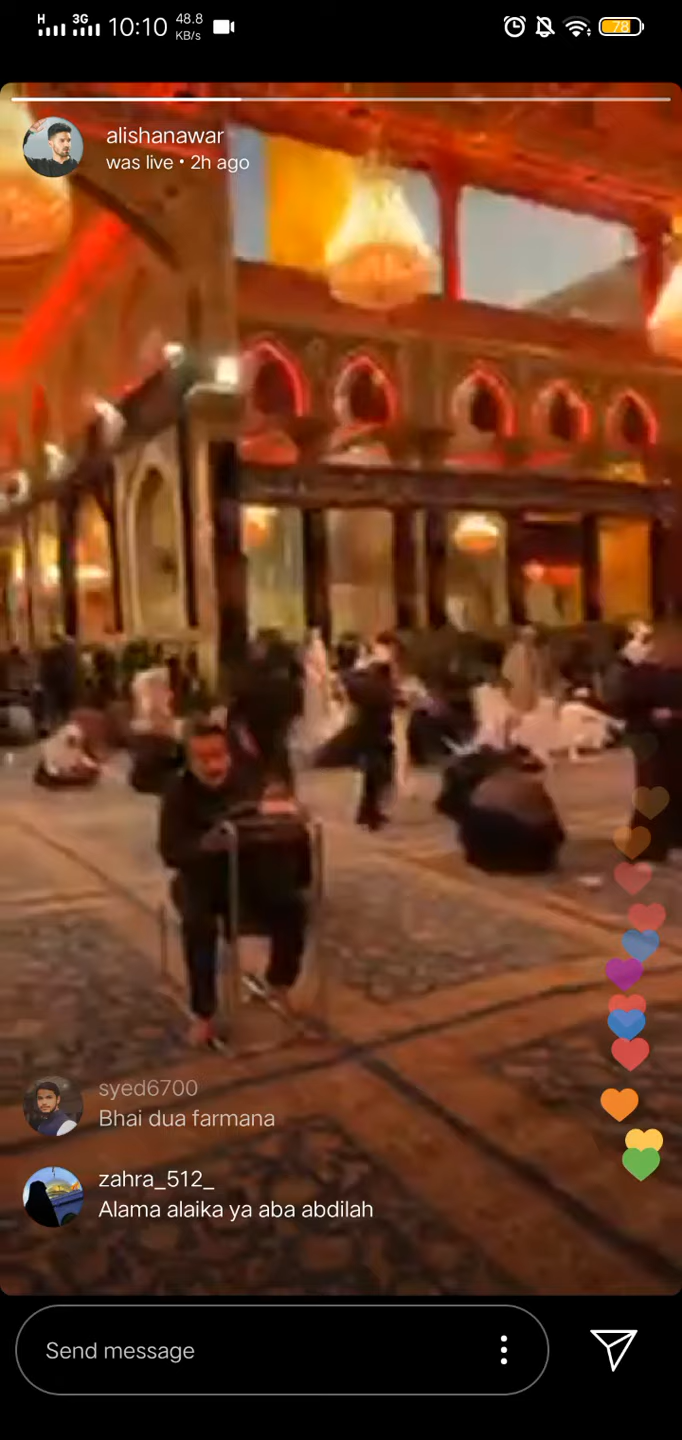 H 3G 10:10 48.8 KB/s 78
alishanawar
was live • 2h ago
syed6700
Bhai dua farmana
zahra_512_
Alama alaika ya aba abdilah
Send message